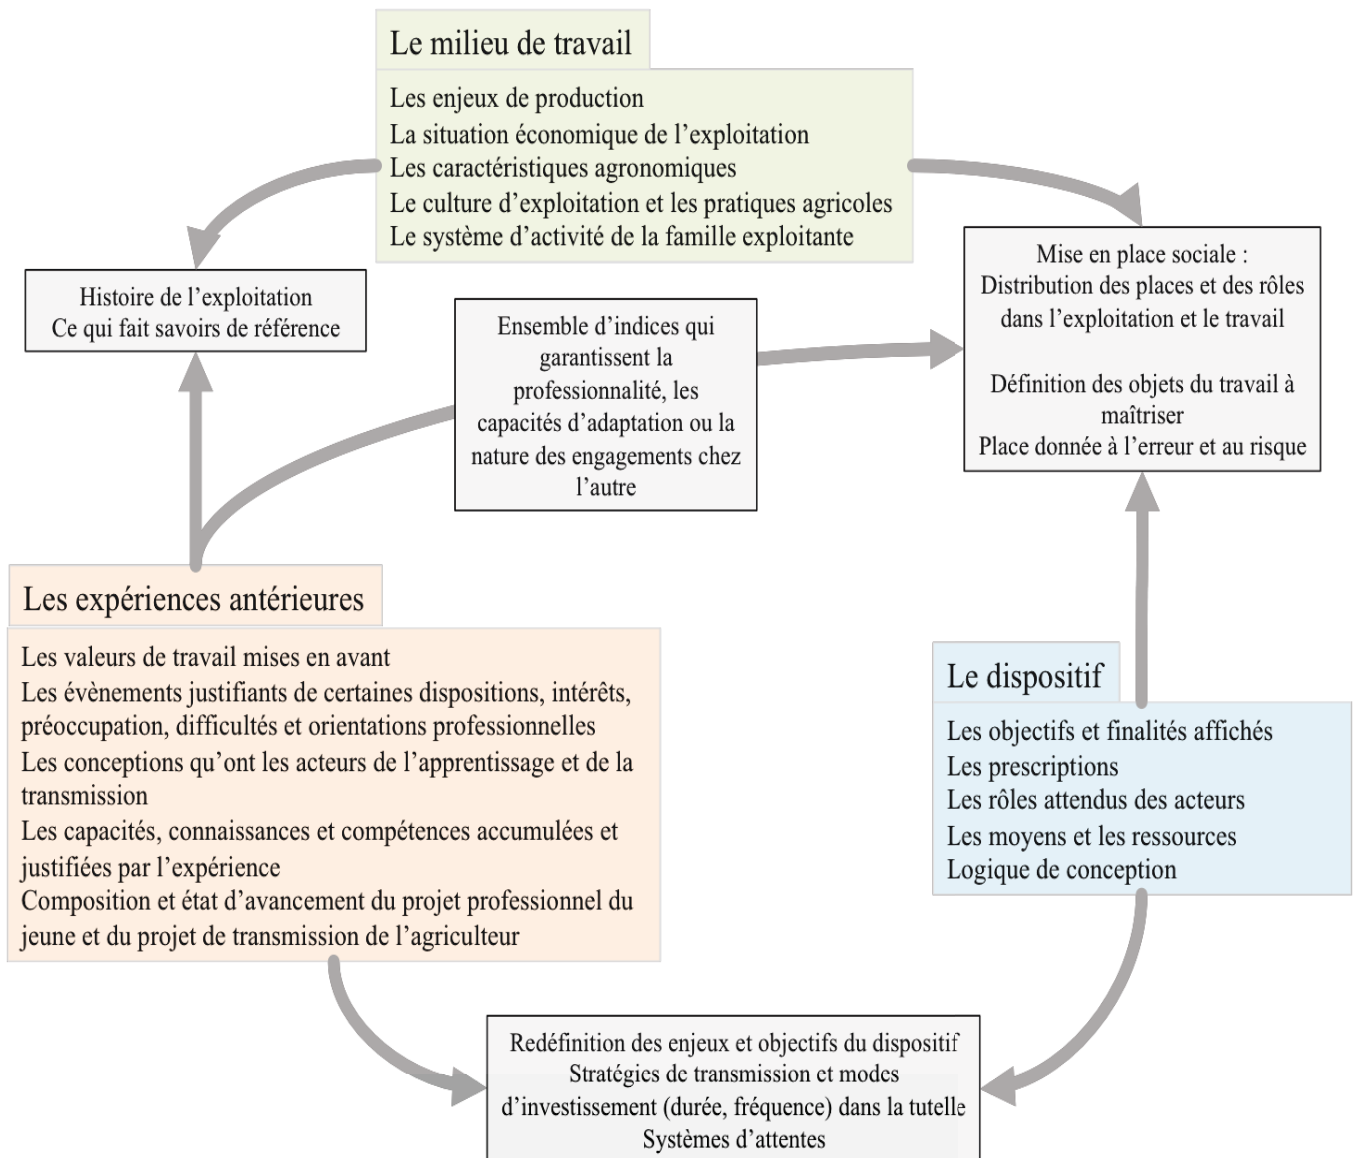 Le milieu de travail
Les enjeux de production
La situation économique de l’exploitation
Les caractéristiques agronomiques
Le culture d’exploitation et les pratiques agricoles
Le système d’activité de la famille exploitante
Histoire de l’exploitation
Ce qui fait savoirs de référence
Ensemble d’indices qui
garantissent la
professionnalité, les
capacités d’adaptation ou la
nature des engagements chez
l’autre
Mise en place sociale :
Distribution des places et des rôles
dans l’exploitation et le travail
Définition des objets du travail à
maîtriser
Place donnée à l’erreur et au risque
Les expériences antérieures
Les valeurs de travail mises en avant
Les évènements justifiants de certaines dispositions, intérêts,
préoccupation, difficultés et orientations professionnelles
Les conceptions qu’ont les acteurs de l’apprentissage et de la
transmission
Les capacités, connaissances et compétences accumulées et
justifiées par l’expérience
Composition et état d’avancement du projet professionnel du
jeune et du projet de transmission de l’agriculteur
Le dispositif
Les objectifs et finalités affichés
Les prescriptions
Les rôles attendus des acteurs
Les moyens et les ressources
Logique de conception
Redéfinition des enjeux et objectifs du dispositif
Stratégies de transmission et modes
d’investissement (durée, fréquence) dans la tutelle
Systèmes d’attentes